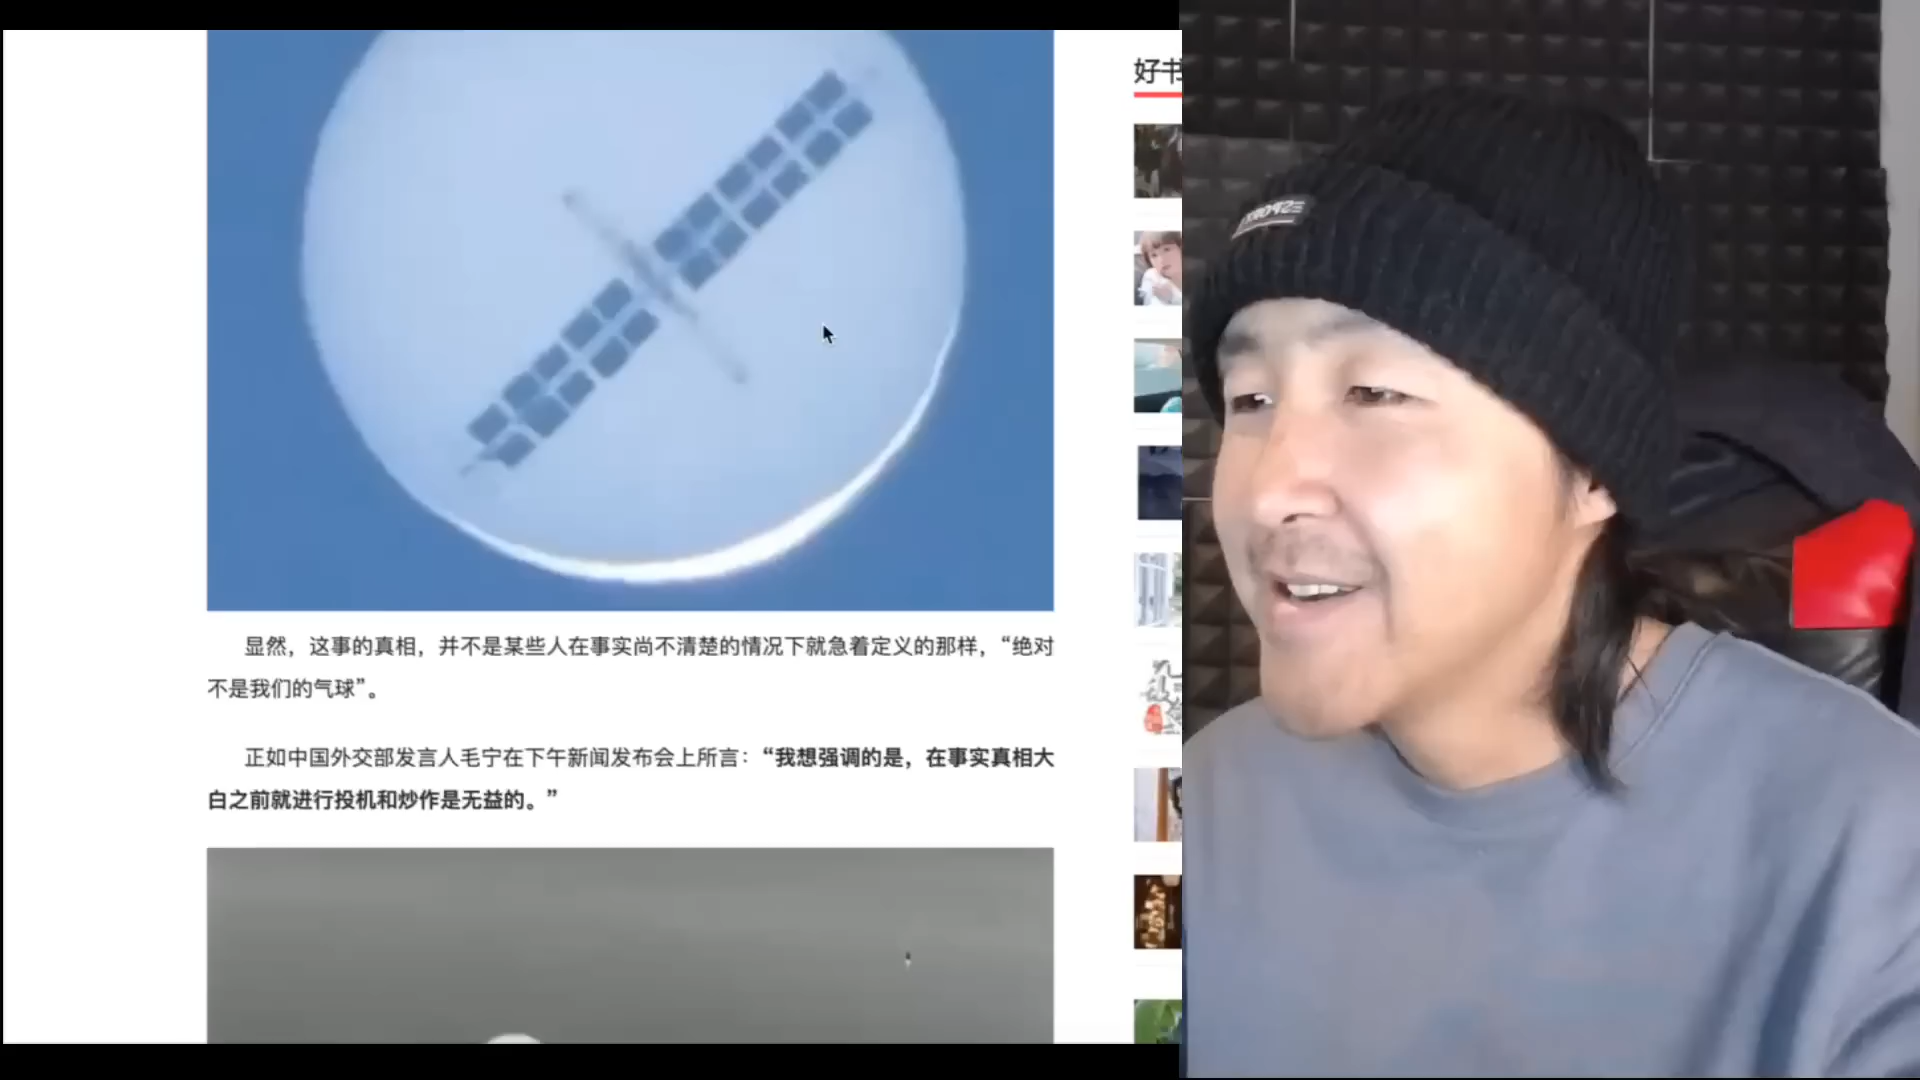 好书
显然，这事的真相，并不是某些人在事实尚不清楚的情况下就急着定义的那样，“绝对
不是我们的气球”。
正如中国外交部发言人毛宁在下午新闻发布会上所言：“我想强调的是，在事实真相大
白之前就进行投机和炒作是无益的。”